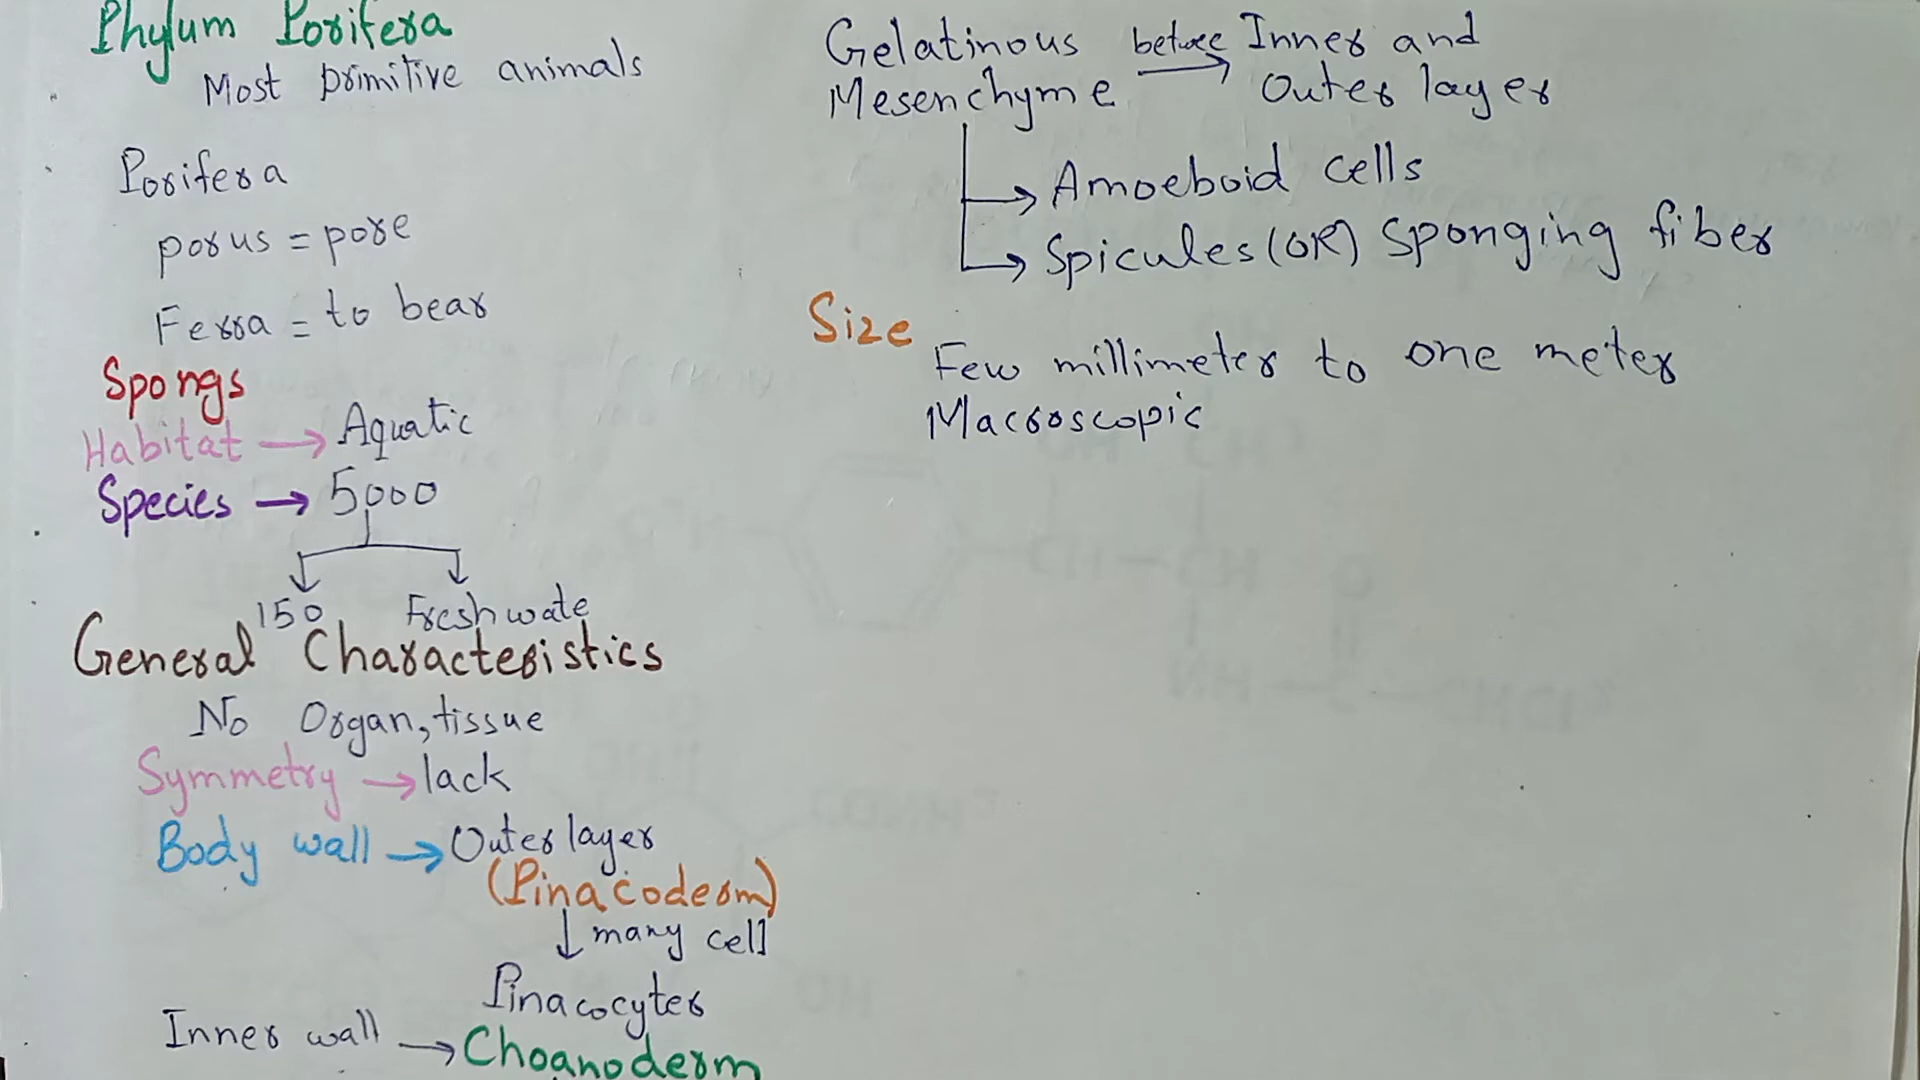 Phylum Porifera
Most primitive animals
Porifera
porus = pore
Ferra = to bear
Spongs
Habitat → Aquatic
Species → 5000
150 Freshwate
General Characteristics
No Organ, tissue
Symmetry → lack
Body wall → Outer layer
(Pinacoderm)
↓ many cell
Pinacocyter
Inner wall → Choanoderm
Gelatinous betwee Inner and
Mesenchyme → Outer layer
→ Amoeboid cells
→ Spicules (OR) Sponging fiber
Size
Few millimeter to one meter
Macroscopic